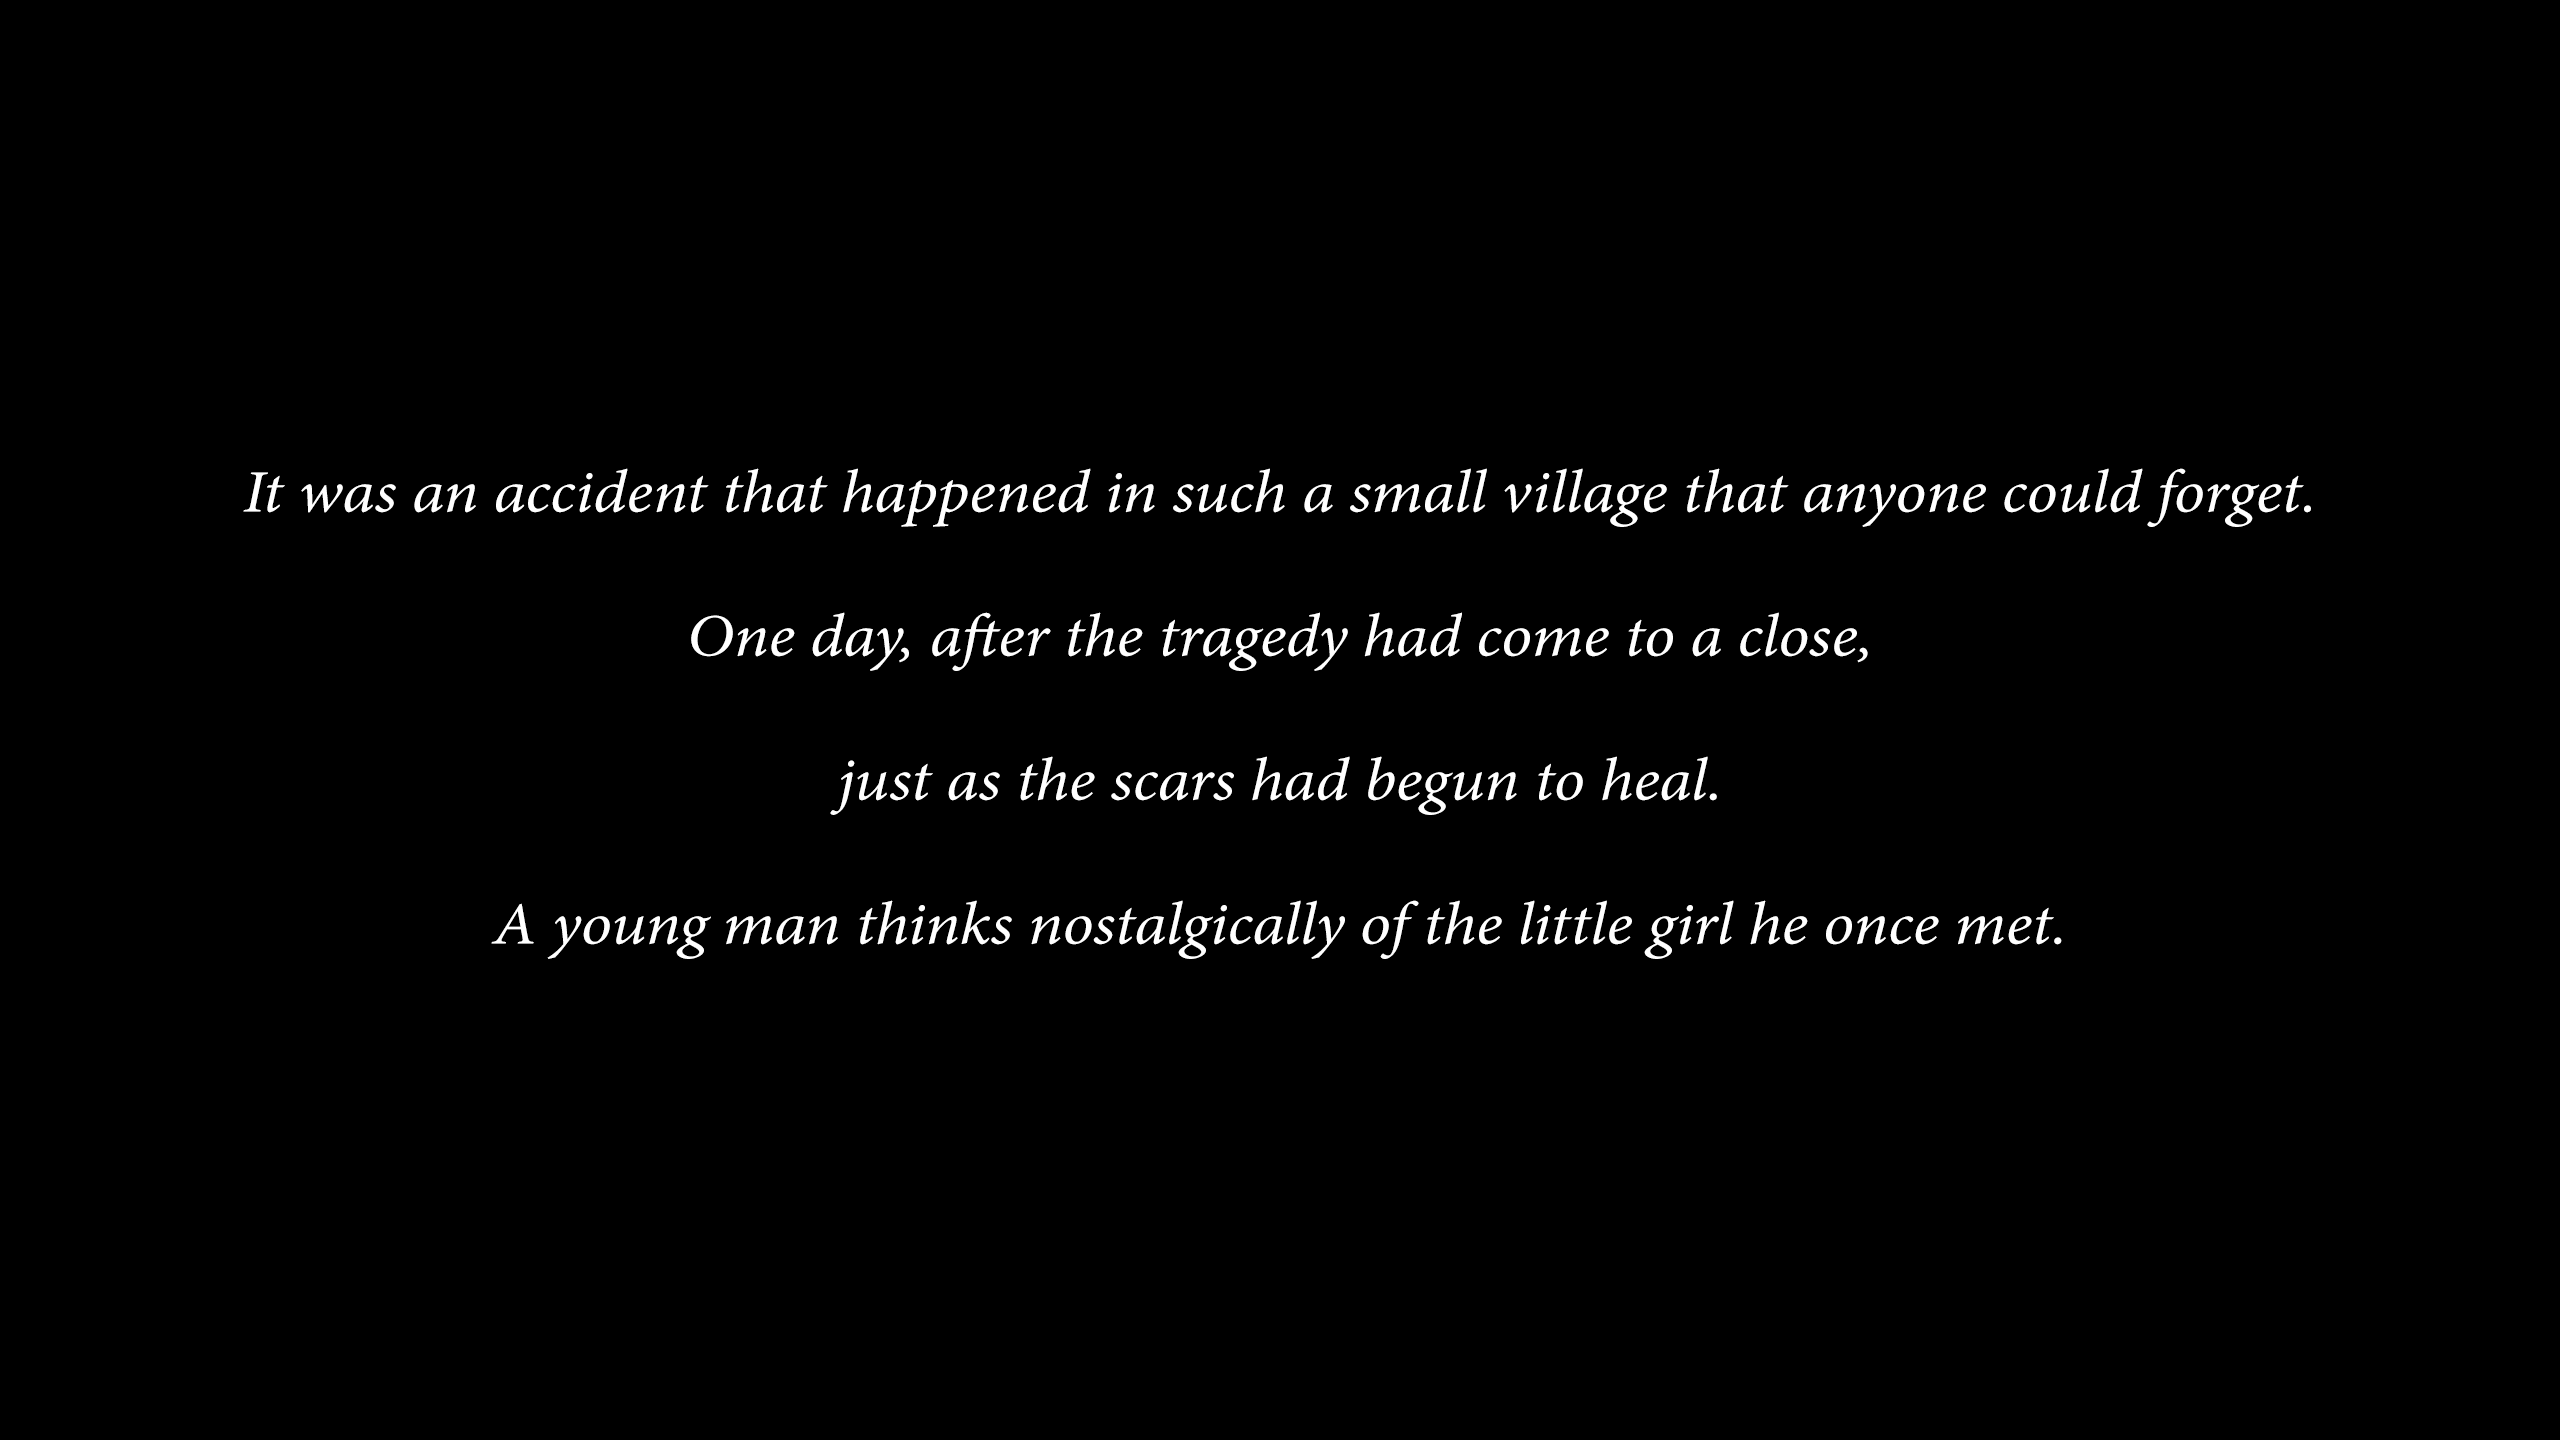 It was an accident that happened in such a small village that anyone could forget.
One day, after the tragedy had come to a close,
just as the scars had begun to heal.
A young man thinks nostalgically of the little girl he once met.